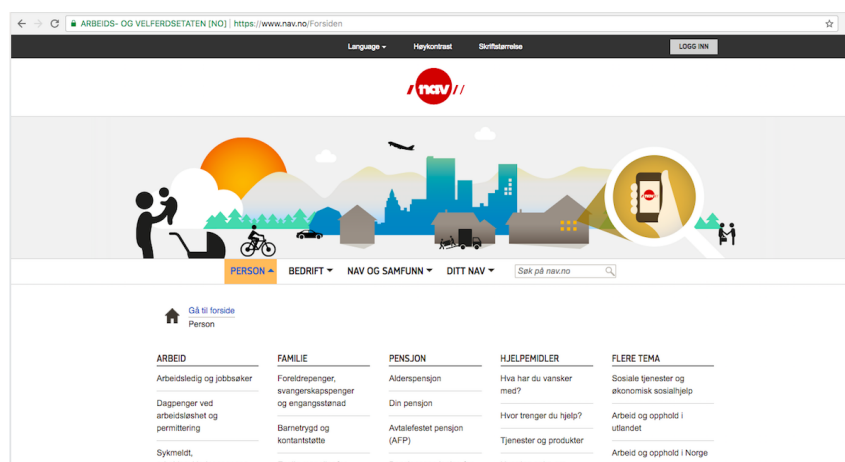 ARBEIDS- OG VELFERDSETATEN [NO] | https://www.nav.no/Forsiden
Language Høykontrast Skriftstørrelse LOGG INN
nav
nav
PERSON BEDRIFT NAV OG SAMFUNN DITT NAV Søk på nav.no
Gå til forside
Person
ARBEID
Arbeidsledig og jobbsøker
Dagpenger ved
arbeidsløshet og
permittering
Sykmeldt,
FAMILIE
Foreldrepenger,
svangerskapspenger
og engangsstønad
Barnetrygd og
kontantstøtte
PENSJON
Alderspensjon
Din pensjon
Avtalefestet pensjon
(AFP)
HJELPEMIDLER
Hva har du vansker
med?
Hvor trenger du hjelp?
Tjenester og produkter
FLERE TEMA
Sosiale tjenester og
økonomisk sosialhjelp
Arbeid og opphold i
utlandet
Arbeid og opphold i Norge